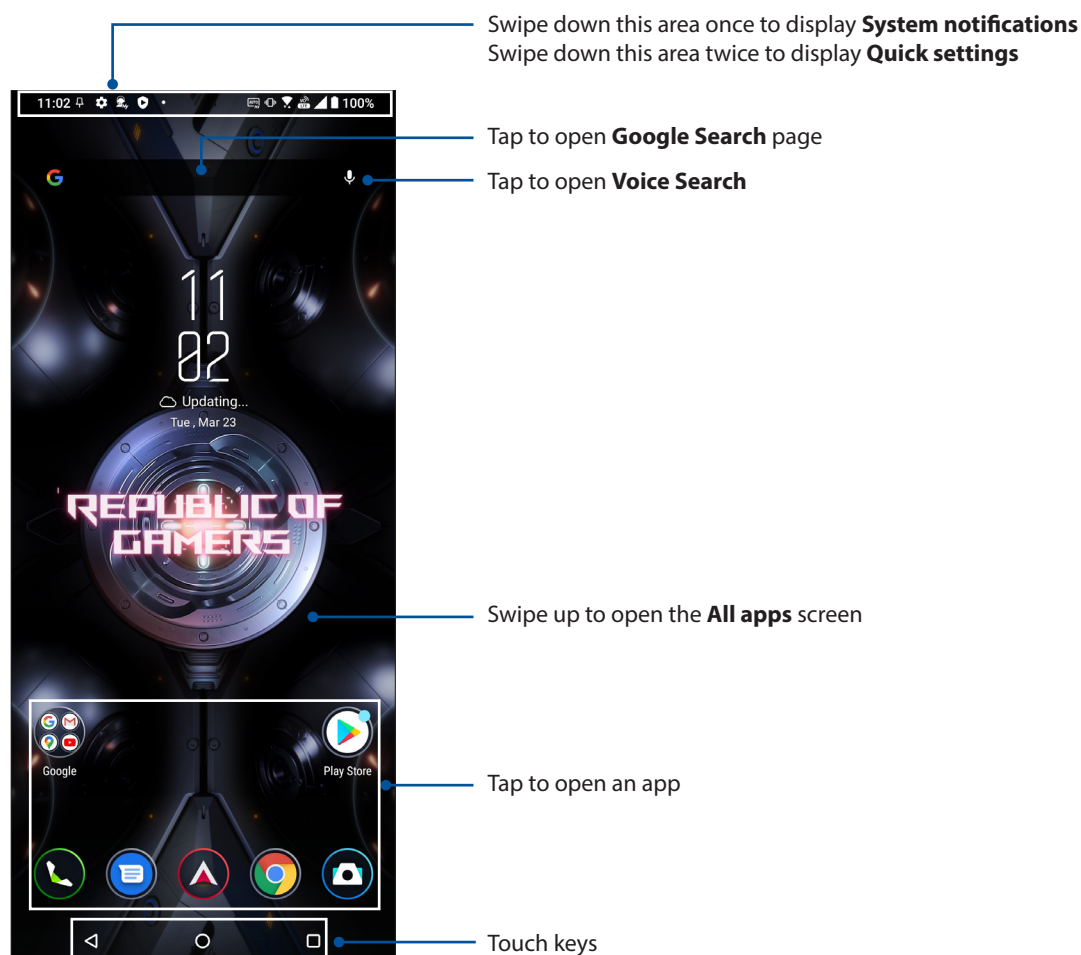 Swipe down this area once to display System notifications
Swipe down this area twice to display Quick settings
11:02 100%
Tap to open Google Search page
Tap to open Voice Search
11
02
Updating...
Tue , Mar 23
REPUBLIC OF
GAMERS
Swipe up to open the All apps screen
Google Play Store
Tap to open an app
Touch keys